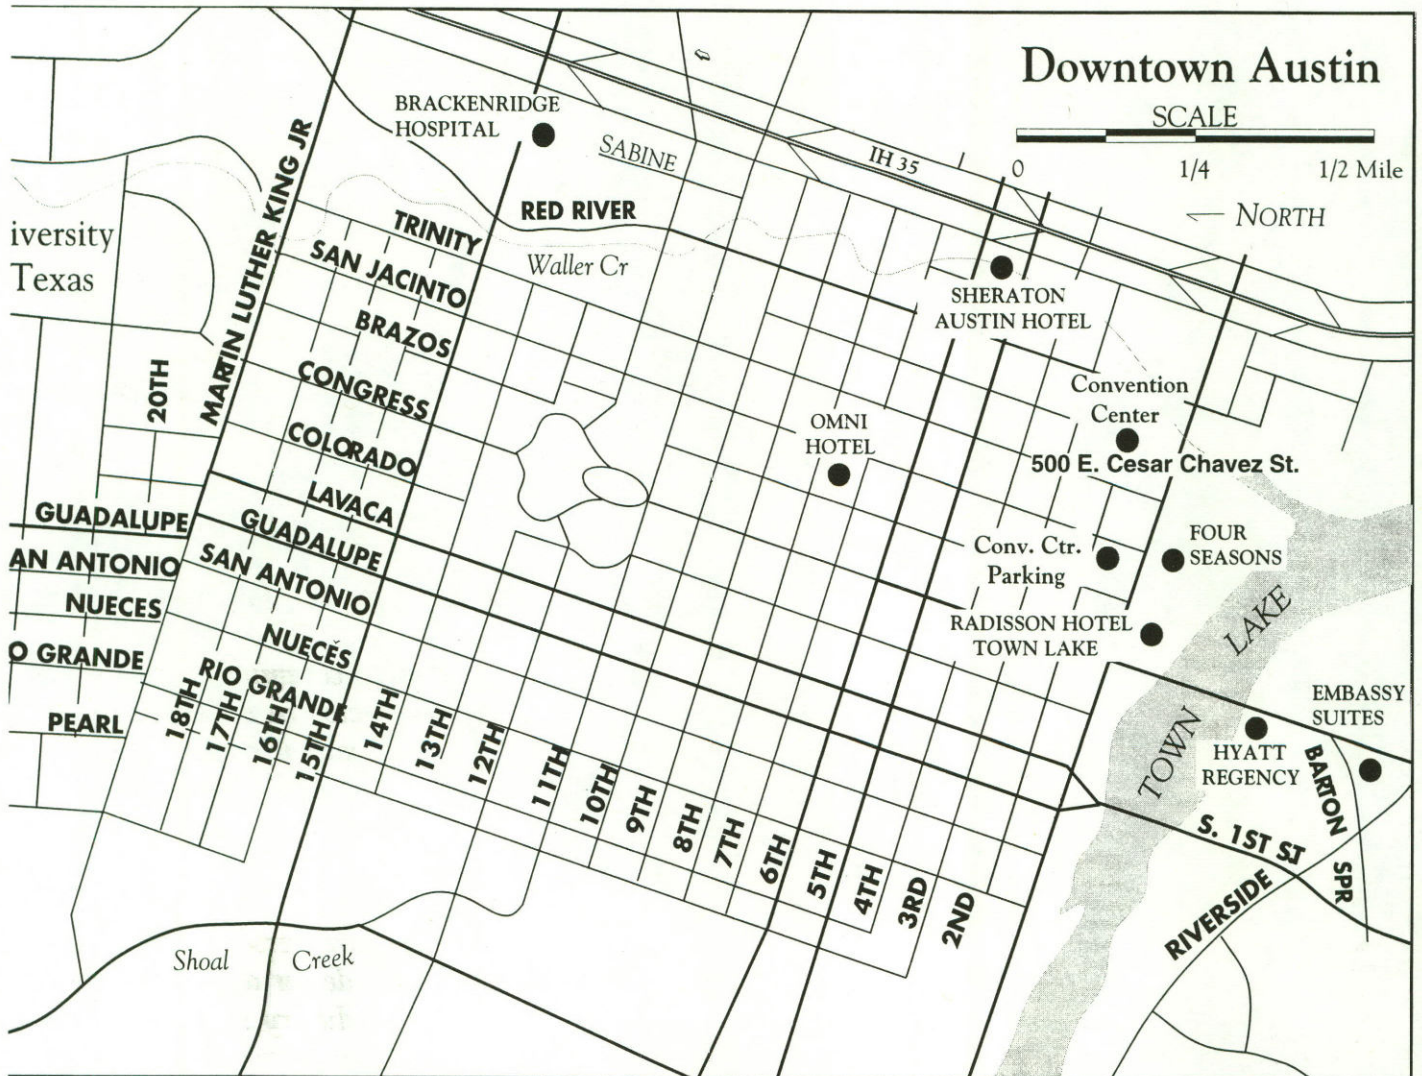 Downtown Austin
SCALE
0 1/4 1/2 Mile
NORTH
BRACKENRIDGE
HOSPITAL
SABINE
IH 35
RED RIVER
Waller Cr
iversity
Texas
MARTIN LUTHER KING JR
TRINITY
SAN JACINTO
BRAZOS
CONGRESS
COLORADO
LAVACA
GUADALUPE
SAN ANTONIO
NUECES
RIO GRANDE
20TH
GUADALUPE
AN ANTONIO
NUECES
O GRANDE
PEARL
SHERATON
AUSTIN HOTEL
OMNI
HOTEL
Convention
Center
500 E. Cesar Chavez St.
Conv. Ctr.
Parking
FOUR
SEASONS
RADISSON HOTEL
TOWN LAKE
TOWN LAKE
HYATT
REGENCY
EMBASSY
SUITES
BARTON SPR
S. 1ST ST
RIVERSIDE
18TH
17TH
16TH
15TH
14TH
13TH
12TH
11TH
10TH
9TH
8TH
7TH
6TH
5TH
4TH
3RD
2ND
Shoal Creek